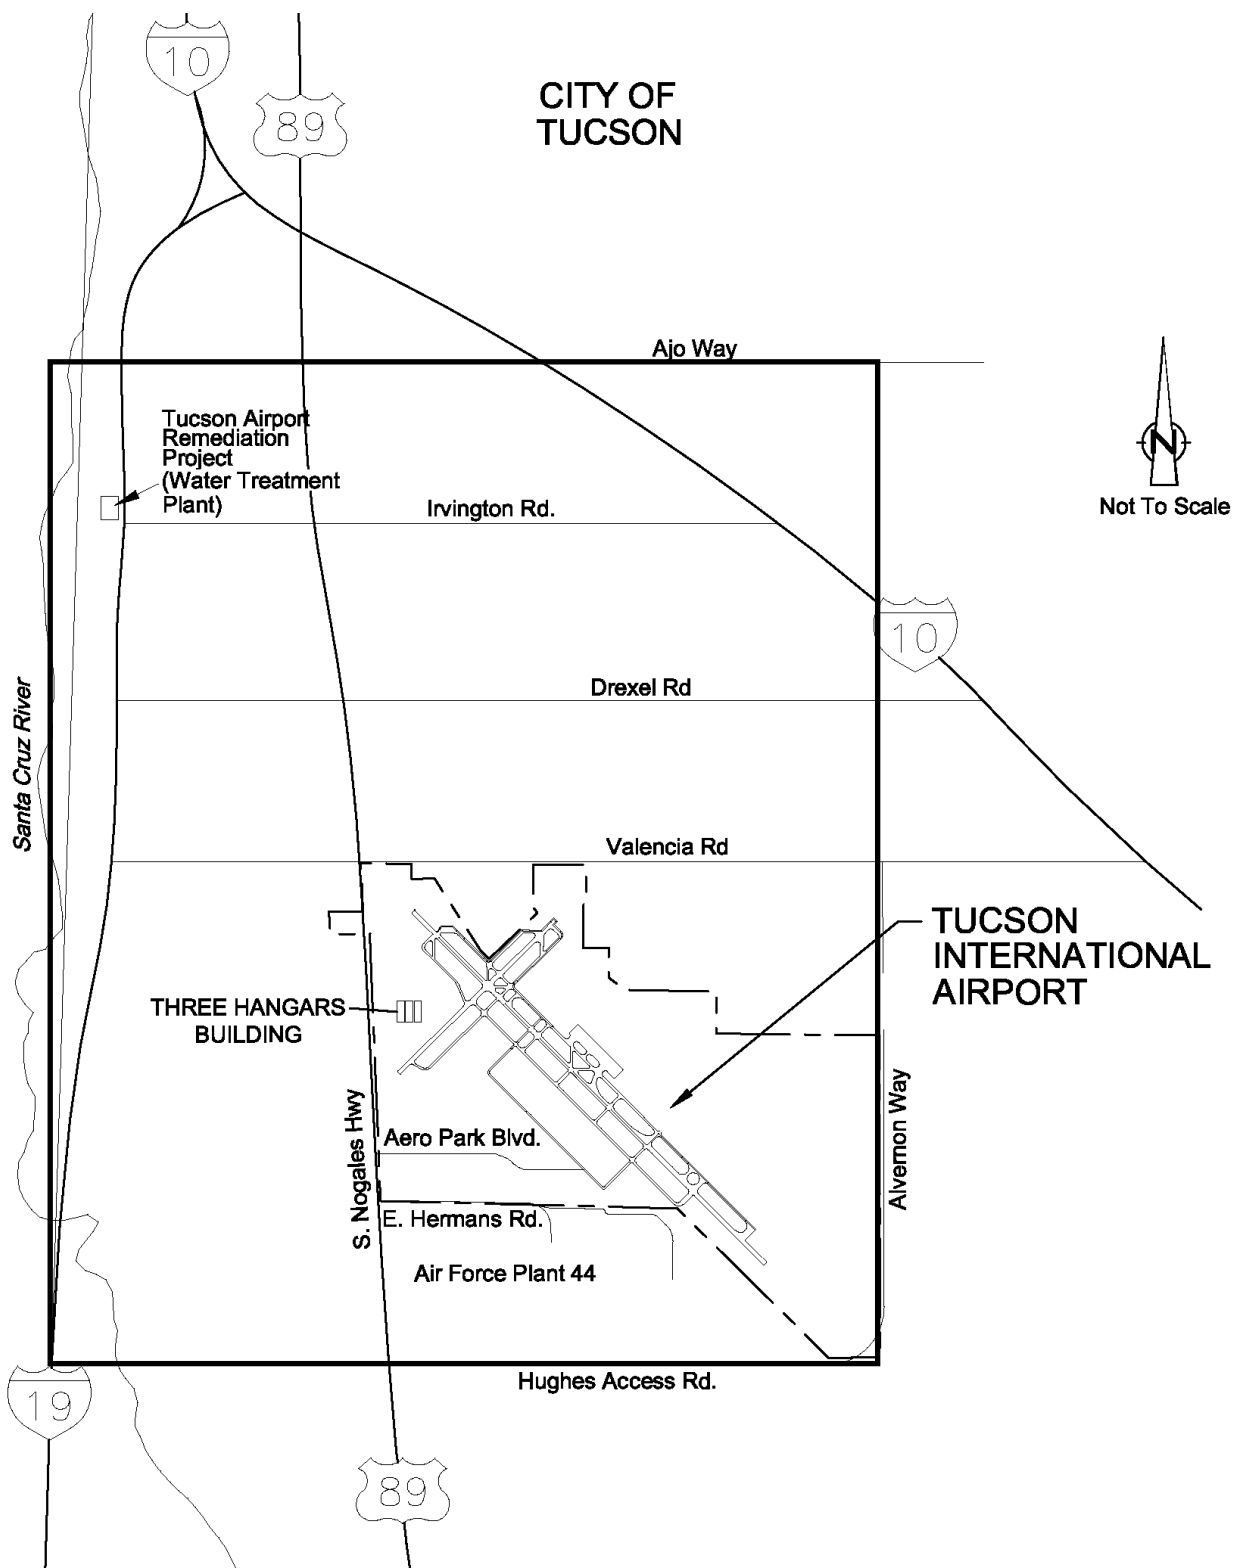 10
89
CITY OF
TUCSON
Ajo Way
Tucson Airport
Remediation
Project
(Water Treatment
Plant)
Irvington Rd.
N
Not To Scale
10
Drexel Rd
Santa Cruz River
Valencia Rd
TUCSON
INTERNATIONAL
AIRPORT
THREE HANGARS
BUILDING
S. Nogales Hwy
Aero Park Blvd.
Alvernon Way
E. Hermans Rd.
Air Force Plant 44
Hughes Access Rd.
19
89